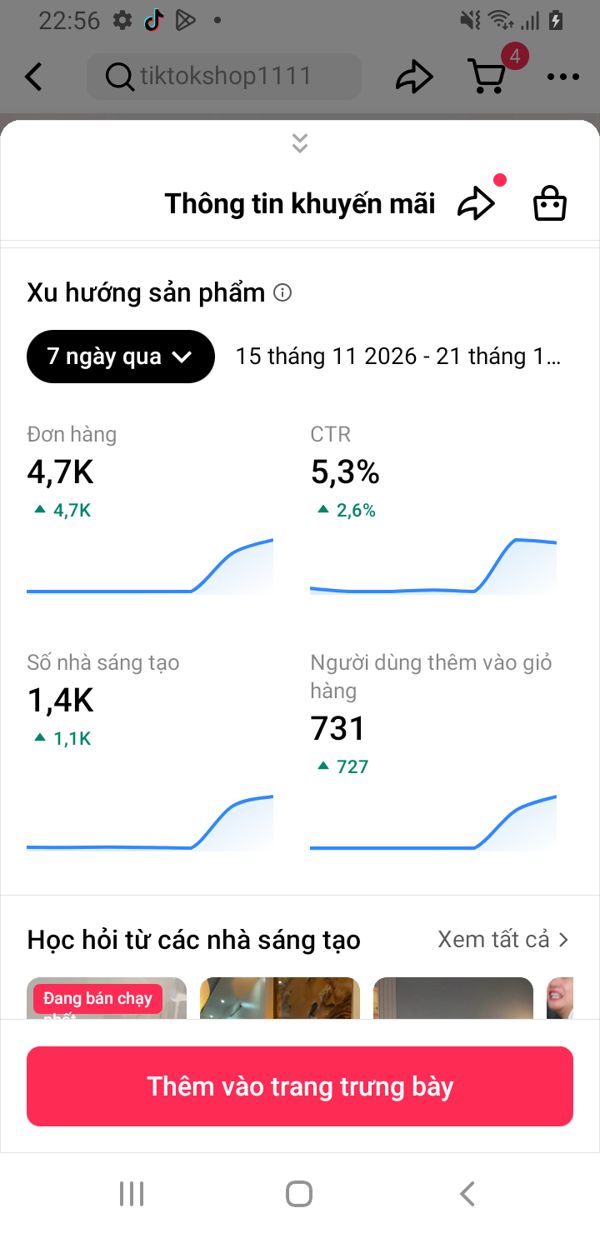 22:56
tiktokshop1111
4
Thông tin khuyến mãi
Xu hướng sản phẩm
7 ngày qua
15 tháng 11 2026 - 21 tháng 1...
Đơn hàng
CTR
4,7K
5,3%
4,7K
2,6%
Số nhà sáng tạo
Người dùng thêm vào giỏ
hàng
1,4K
731
1,1K
727
Học hỏi từ các nhà sáng tạo
Xem tất cả
Đang bán chạy
nhất
Thêm vào trang trưng bày